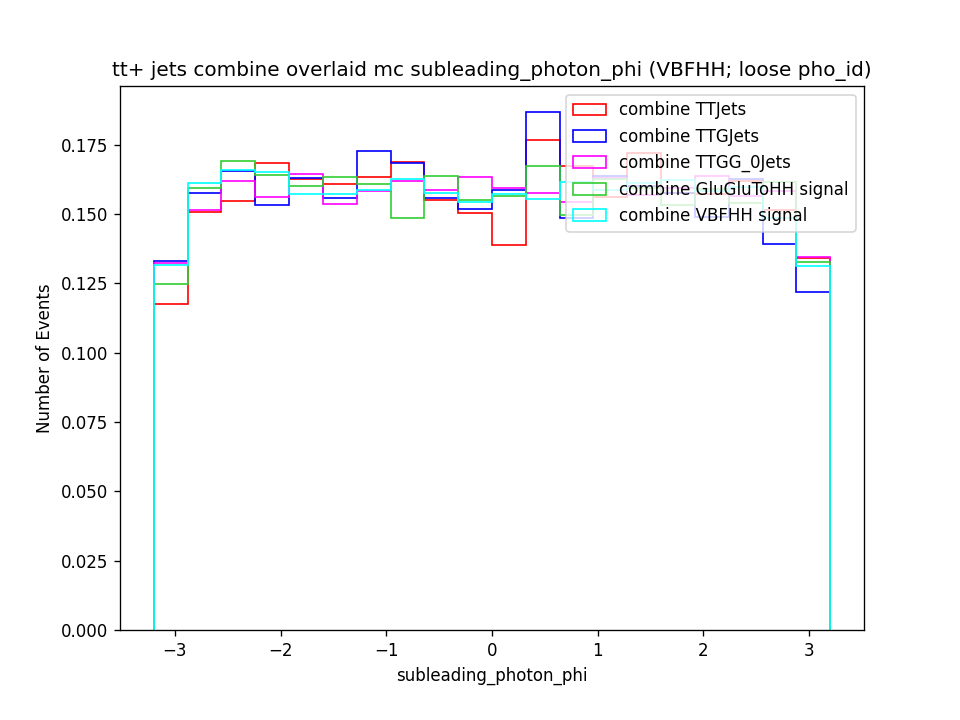 tt+ jets combine overlaid mc subleading_photon_phi (VBFHH; loose pho_id)
combine TTJets
combine TTGJets
combine TTGG_0Jets
combine GluGluToHH signal
combine VBFHH signal
Number of Events
0.175
0.150
0.125
0.100
0.075
0.050
0.025
0.000
−3 −2 −1 0 1 2 3
subleading_photon_phi